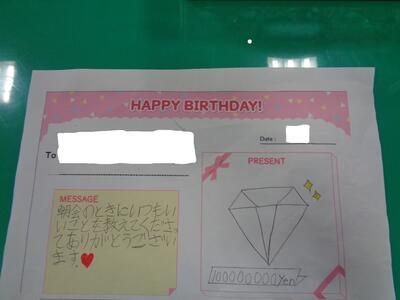 HAPPY BIRTHDAY!
To
Date :
MESSAGE
朝会のときにいつもい
いことを教えてくださっ
てありがとうござい
ます♥
PRESENT
100000000yen